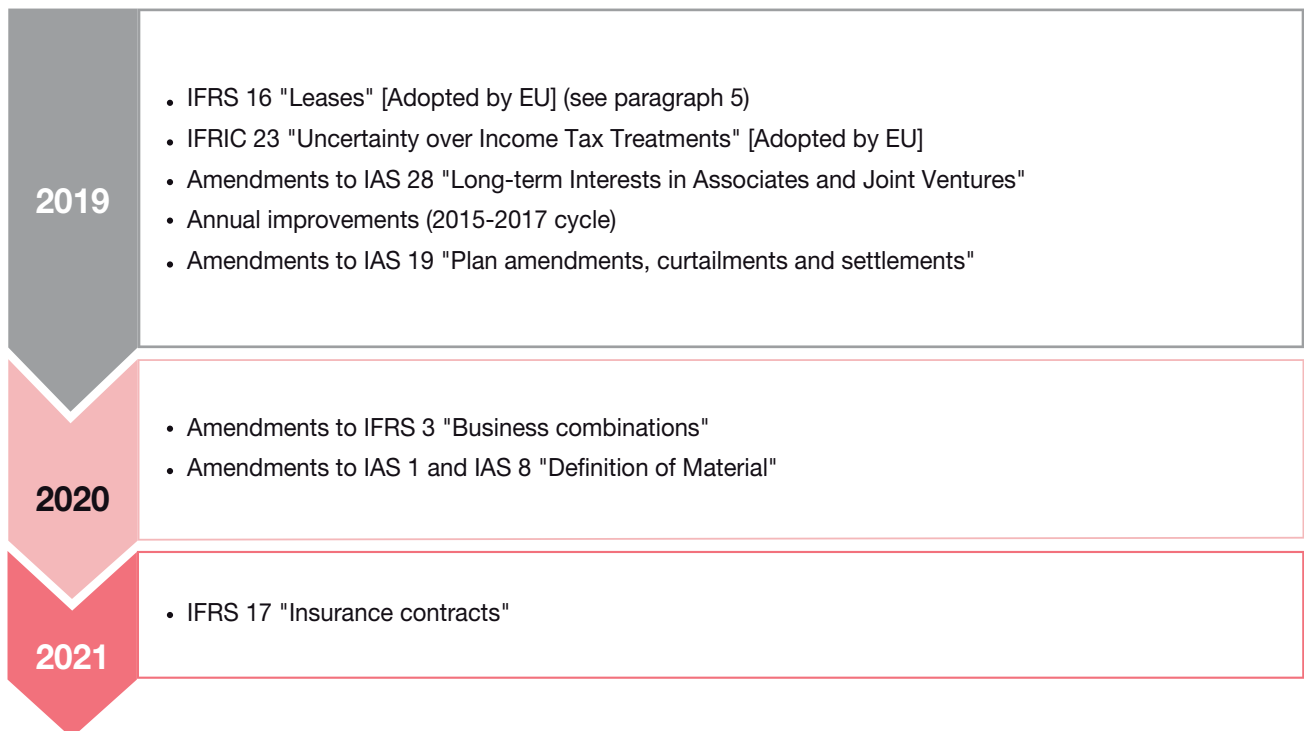 2019
• IFRS 16 "Leases" [Adopted by EU] (see paragraph 5)
• IFRIC 23 "Uncertainty over Income Tax Treatments" [Adopted by EU]
• Amendments to IAS 28 "Long-term Interests in Associates and Joint Ventures"
• Annual improvements (2015-2017 cycle)
• Amendments to IAS 19 "Plan amendments, curtailments and settlements"
2020
• Amendments to IFRS 3 "Business combinations"
• Amendments to IAS 1 and IAS 8 "Definition of Material"
2021
• IFRS 17 "Insurance contracts"